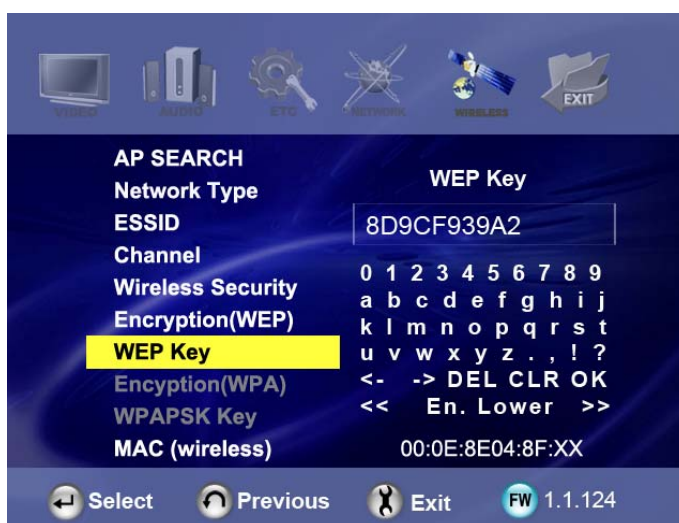 VIDEO AUDIO ETC NETWORK WIRELESS EXIT
AP SEARCH
Network Type
ESSID
Channel
Wireless Security
Encryption(WEP)
WEP Key
Encyption(WPA)
WPAPSK Key
MAC (wireless)
WEP Key
8D9CF939A2
0 1 2 3 4 5 6 7 8 9
a b c d e f g h i j
k l m n o p q r s t
u v w x y z . , ! ?
<- -> DEL CLR OK
<< En. Lower >>
00:0E:8E04:8F:XX
Select Previous Exit FW 1.1.124